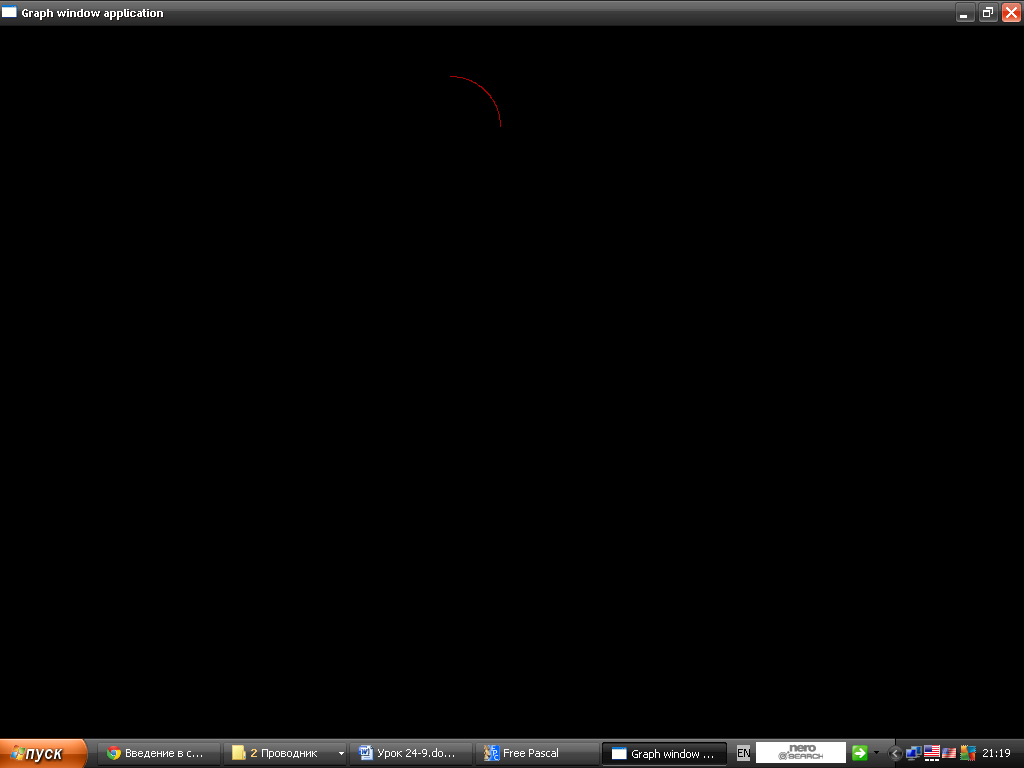 Graph window application
пуск
Введение в с...
2 Проводник
Урок 24-9.do...
Free Pascal
Graph window ...
EN
nero
SEARCH
21:19